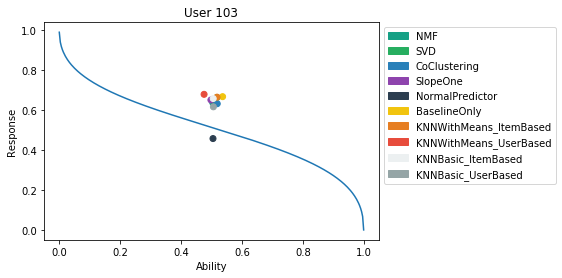 User 103
1.0
0.8
0.6
0.4
0.2
0.0
Response
0.0 0.2 0.4 0.6 0.8 1.0
Ability
NMF
SVD
CoClustering
SlopeOne
NormalPredictor
BaselineOnly
KNNWithMeans_ItemBased
KNNWithMeans_UserBased
KNNBasic_ItemBased
KNNBasic_UserBased